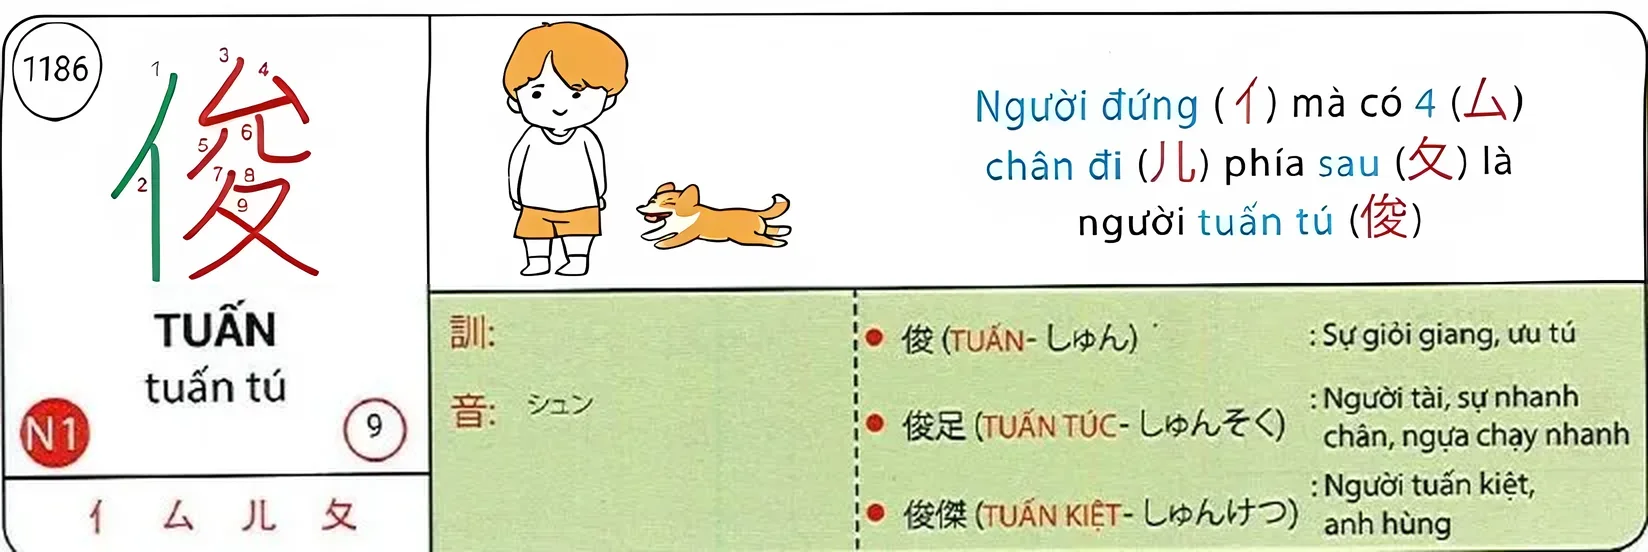 1186
1
2
3
4
5
6
7
8
9
俊
TUẤN
tuấn tú
N1
9
亻 厶 儿 夂
Người đứng (亻) mà có 4 (厶)
chân đi (儿) phía sau (夂) là
người tuấn tú (俊)
訓:
音: シュン
俊 (TUẤN- しゅん) : Sự giỏi giang, ưu tú
俊足 (TUẤN TÚC- しゅんそく) : Người tài, sự nhanh
chân, ngựa chạy nhanh
俊傑 (TUẤN KIỆT- しゅんけつ) : Người tuấn kiệt,
anh hùng